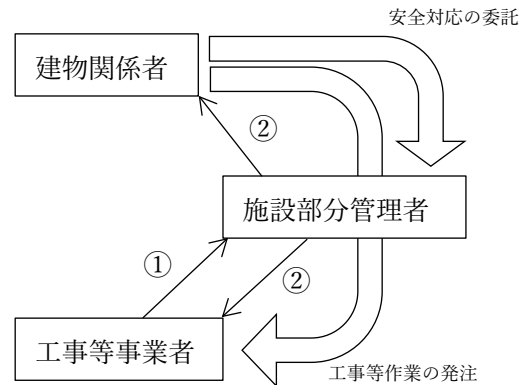 安全対応の委託
建物関係者
②
施設部分管理者
①
②
工事等事業者
工事等作業の発注